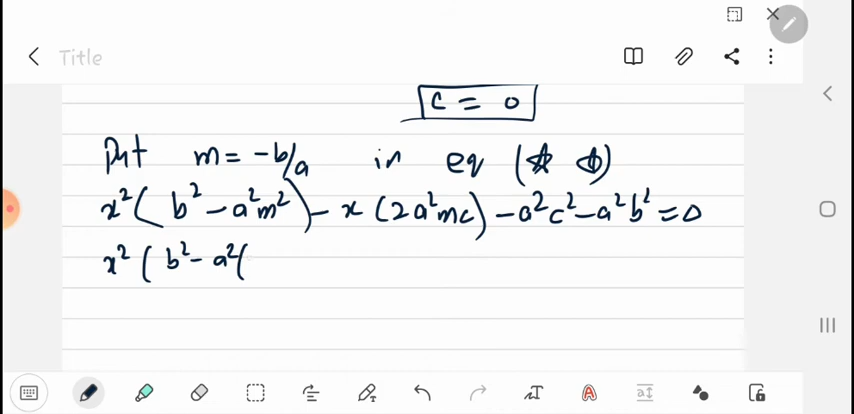 Title
c = 0
Put m = -b/a in eq (☆ ☆)
x²( b² - a²m² ) - x (2a²mc) - a²c² - a²b² = 0
x² ( b² - a²(